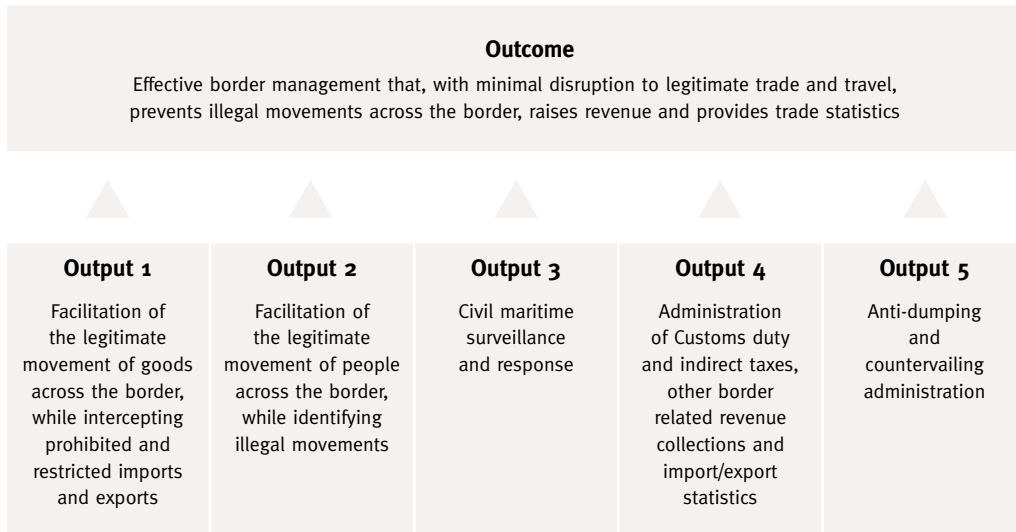 Outcome
Effective border management that, with minimal disruption to legitimate trade and travel,
prevents illegal movements across the border, raises revenue and provides trade statistics
Output 1
Facilitation of
the legitimate
movement of goods
across the border,
while intercepting
prohibited and
restricted imports
and exports
Output 2
Facilitation of
the legitimate
movement of people
across the border,
while identifying
illegal movements
Output 3
Civil maritime
surveillance
and response
Output 4
Administration
of Customs duty
and indirect taxes,
other border
related revenue
collections and
import/export
statistics
Output 5
Anti-dumping
and
countervailing
administration